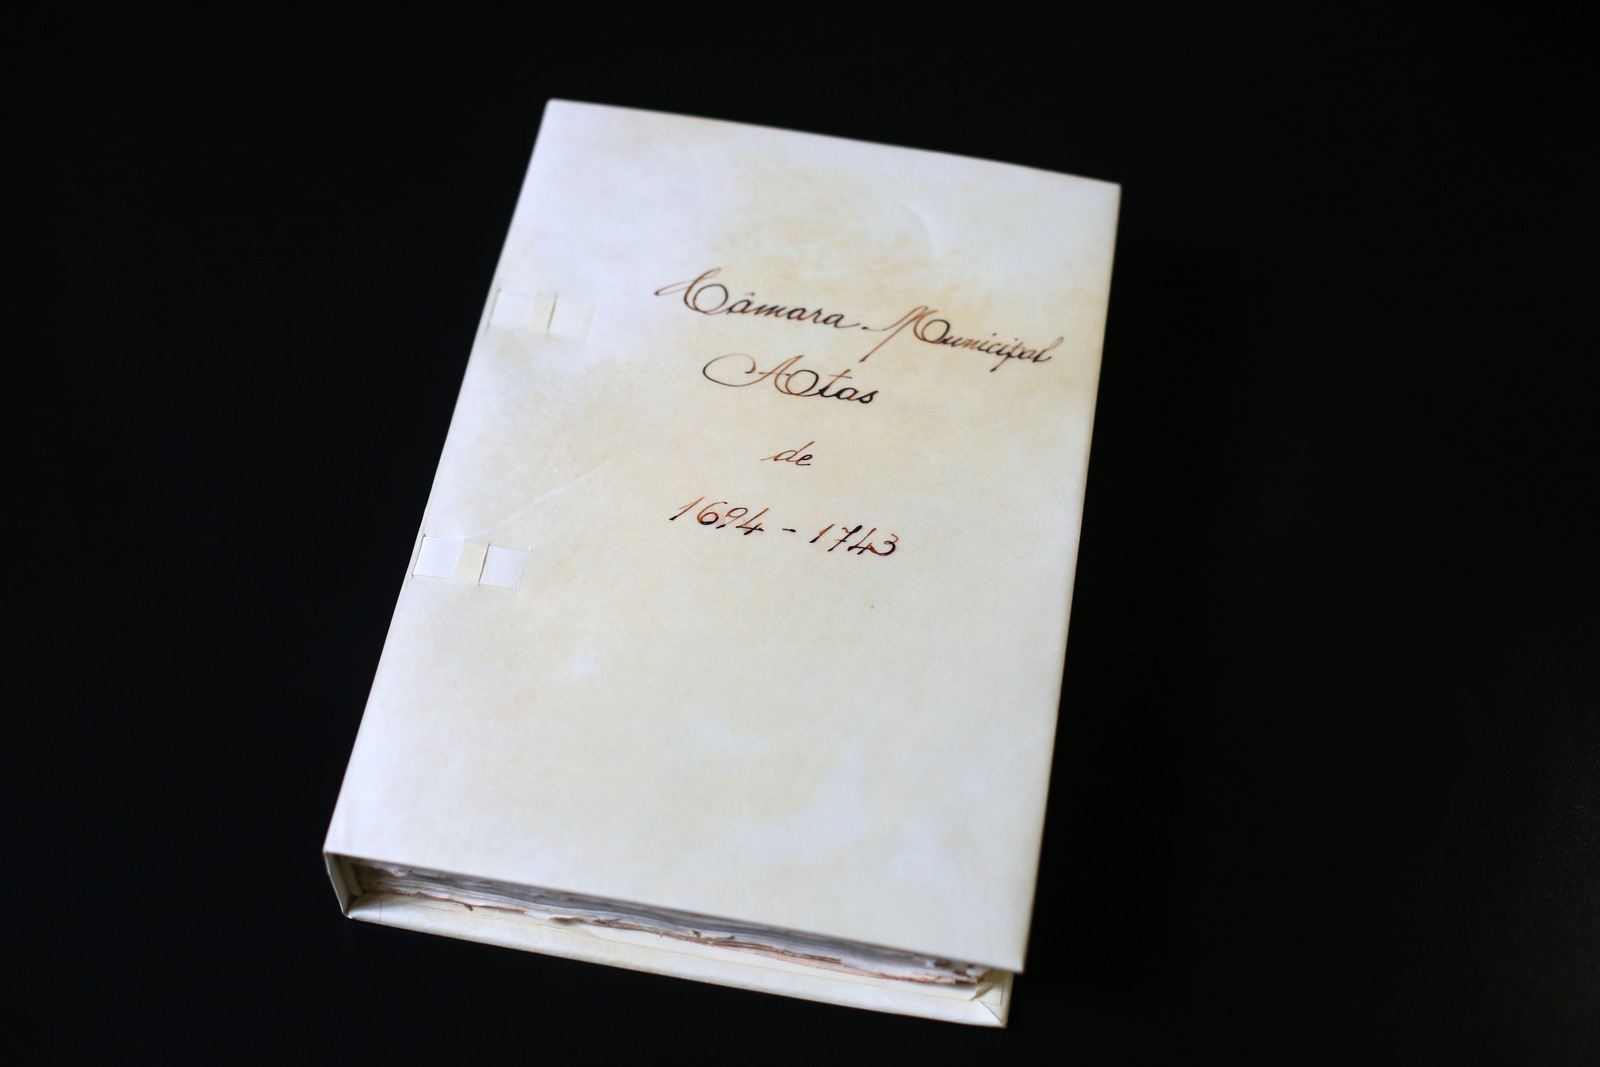 Câmara Municipal
Atas
de
1694 - 1743